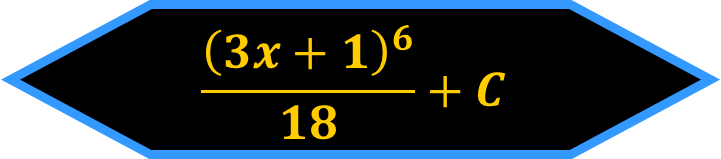 (3x + 1)⁶
18
+ C